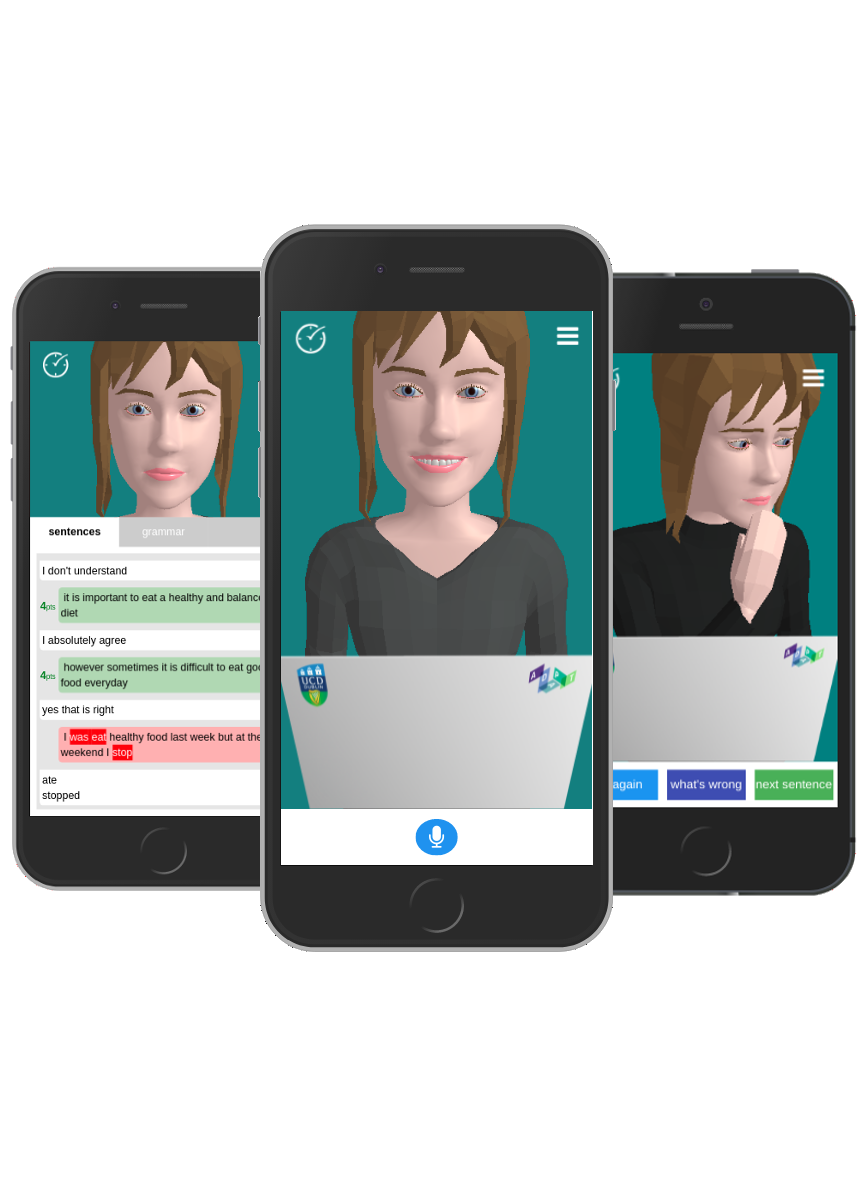 sentences
grammar
I don't understand
4pts
it is important to eat a healthy and balance
diet
I absolutely agree
4pts
however sometimes it is difficult to eat goo
food everyday
yes that is right
I was eat healthy food last week but at the
weekend I stop
ate
stopped
UCD
DUBLIN
again
what's wrong
next sentence